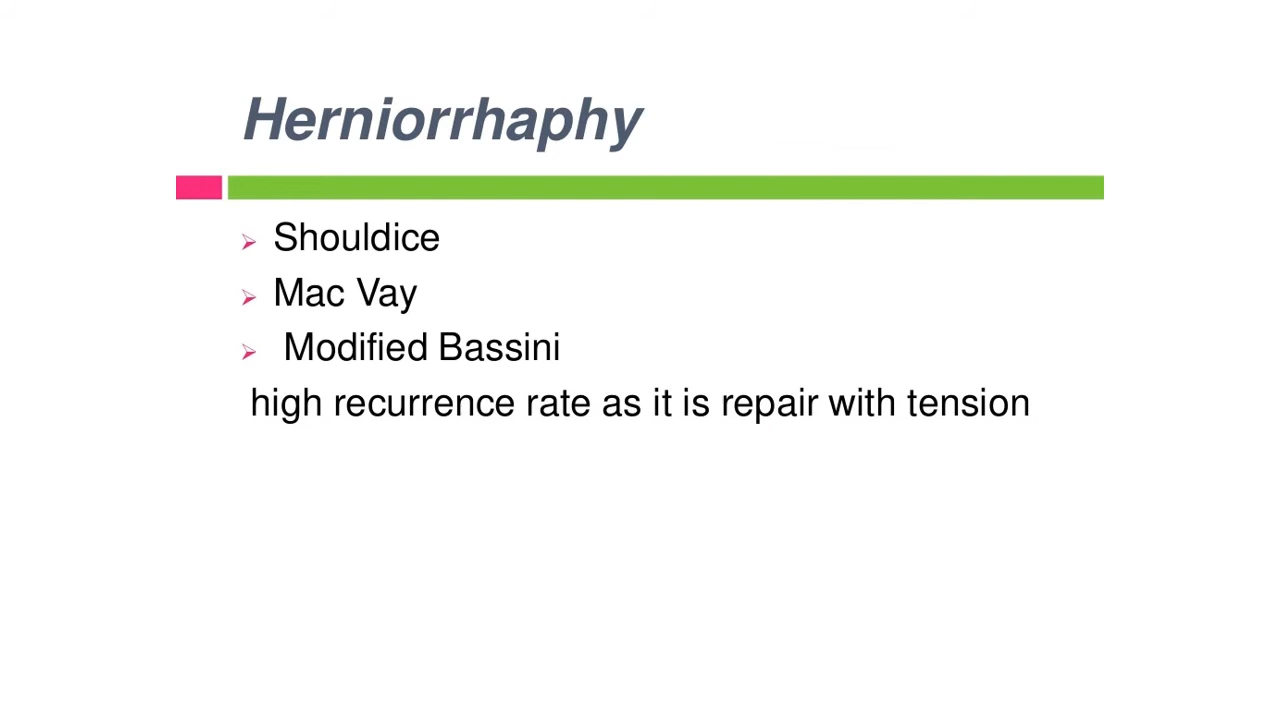 Herniorrhaphy
Shouldice
Mac Vay
Modified Bassini
high recurrence rate as it is repair with tension